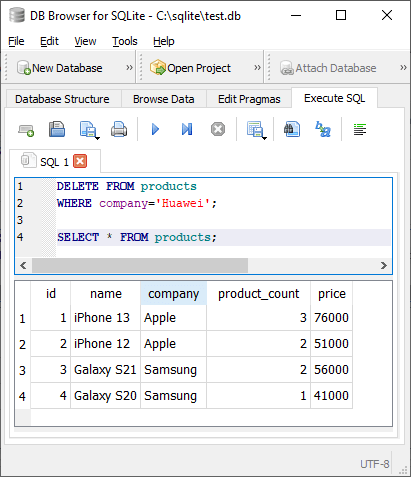 DB Browser for SQLite - C:\sqlite\test.db
File Edit View Tools Help
New Database » Open Project » Attach Database »
Database Structure Browse Data Edit Pragmas Execute SQL
SQL 1
1 DELETE FROM products
2 WHERE company='Huawei';
3
4 SELECT * FROM products;
id name company product_count price
1 1 iPhone 13 Apple 3 76000
2 2 iPhone 12 Apple 2 51000
3 3 Galaxy S21 Samsung 2 56000
4 4 Galaxy S20 Samsung 1 41000
UTF-8